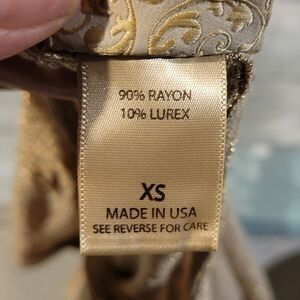 90% RAYON
10% LUREX
XS
MADE IN USA
SEE REVERSE FOR CARE